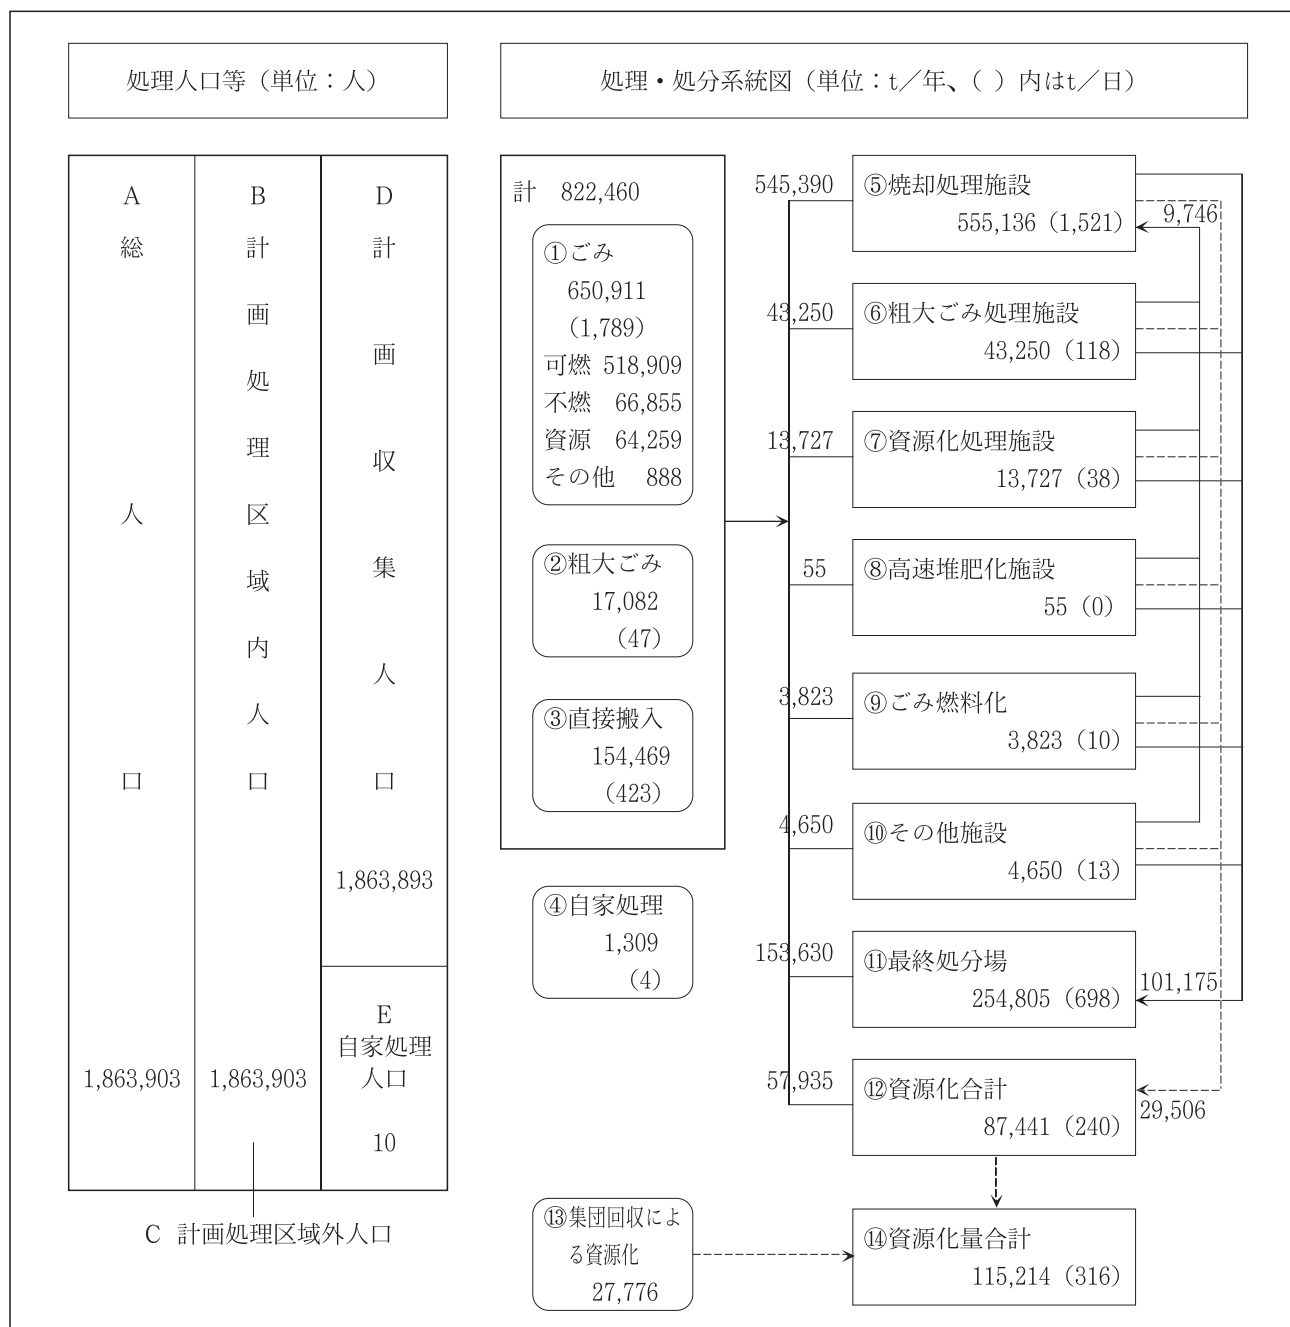 処理人口等（単位：人）
処理・処分系統図（単位：t／年、（ ）内はt／日）
A
総人口
1,863,903
B
計画処理区域内人口
1,863,903
D
計画収集人口
1,863,893
E
自家処理
人口
10
C 計画処理区域外人口
計 822,460
①ごみ
650,911
（1,789）
可燃 518,909
不燃 66,855
資源 64,259
その他 888
②粗大ごみ
17,082
（47）
③直接搬入
154,469
（423）
④自家処理
1,309
（4）
545,390
⑤焼却処理施設
555,136（1,521）
9,746
43,250
⑥粗大ごみ処理施設
43,250（118）
13,727
⑦資源化処理施設
13,727（38）
55
⑧高速堆肥化施設
55（0）
3,823
⑨ごみ燃料化
3,823（10）
4,650
⑩その他施設
4,650（13）
153,630
⑪最終処分場
254,805（698）
101,175
57,935
⑫資源化合計
87,441（240）
29,506
⑬集団回収によ
る資源化
27,776
⑭資源化量合計
115,214（316）